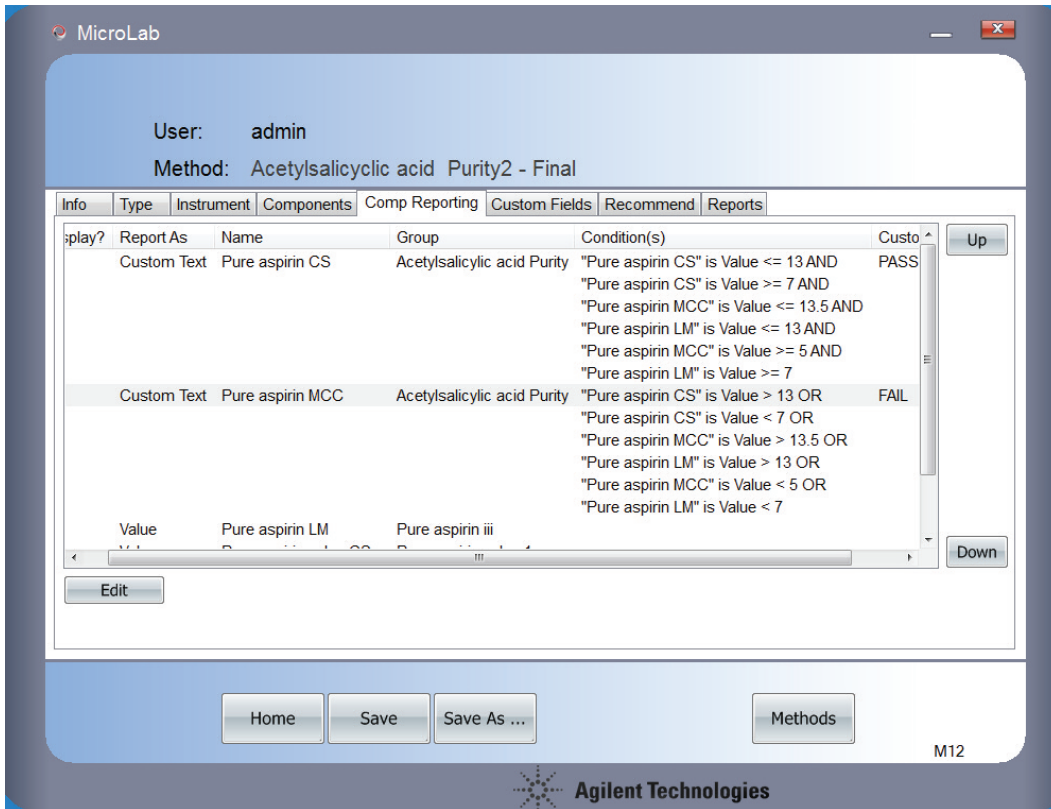 MicroLab
User: admin
Method: Acetylsalicyclic acid Purity2 - Final
Info Type Instrument Components Comp Reporting Custom Fields Recommend Reports
splay? Report As Name Group Condition(s) Custo
Up
Custom Text Pure aspirin CS Acetylsalicylic acid Purity "Pure aspirin CS" is Value <= 13 AND PASS
"Pure aspirin CS" is Value >= 7 AND
"Pure aspirin MCC" is Value <= 13.5 AND
"Pure aspirin LM" is Value <= 13 AND
"Pure aspirin MCC" is Value >= 5 AND
"Pure aspirin LM" is Value >= 7
Custom Text Pure aspirin MCC Acetylsalicylic acid Purity "Pure aspirin CS" is Value > 13 OR FAIL
"Pure aspirin CS" is Value < 7 OR
"Pure aspirin MCC" is Value > 13.5 OR
"Pure aspirin LM" is Value > 13 OR
"Pure aspirin MCC" is Value < 5 OR
"Pure aspirin LM" is Value < 7
Value Pure aspirin LM Pure aspirin iii
Down
Edit
Home Save Save As ... Methods
M12
Agilent Technologies